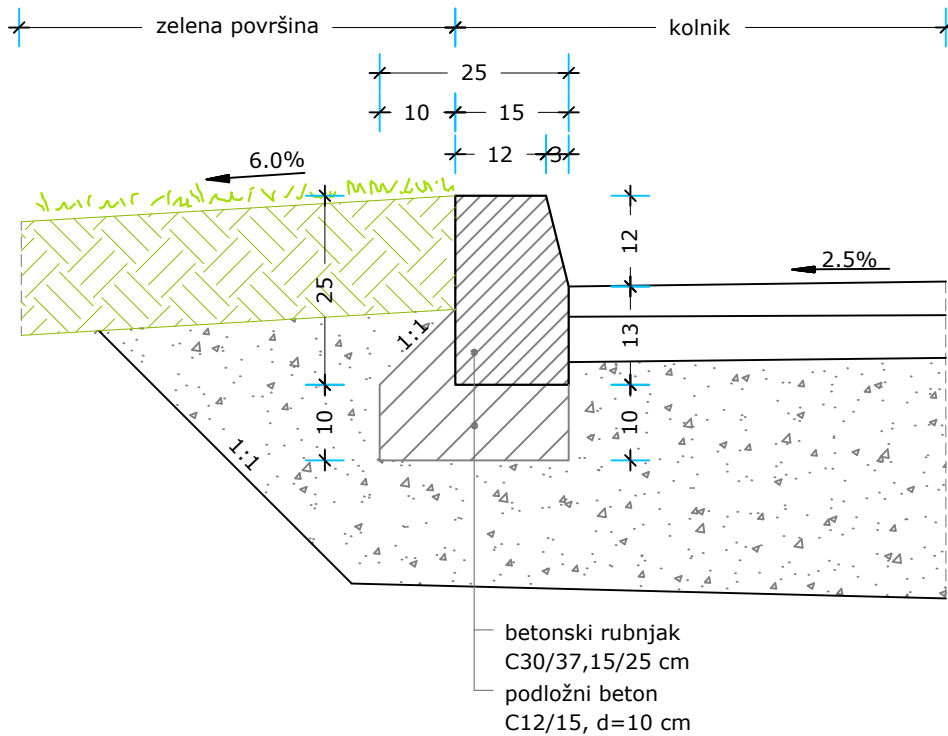 zelena površina
kolnik
25
10
15
12
3
6.0%
12
2.5%
25
1:1
13
10
1:1
10
betonski rubnjak
C30/37,15/25 cm
podložni beton
C12/15, d=10 cm